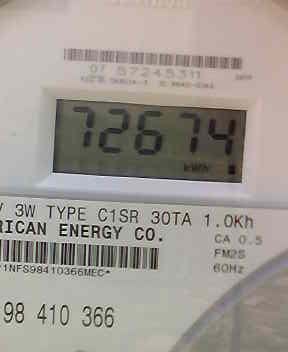 07 57245311
72674
kWh
V 3W TYPE C1SR 30TA 1.0Kh
RICAN ENERGY CO.
CA 0.5
FM2S
60Hz
*1NFS98410366MEC*
98 410 366